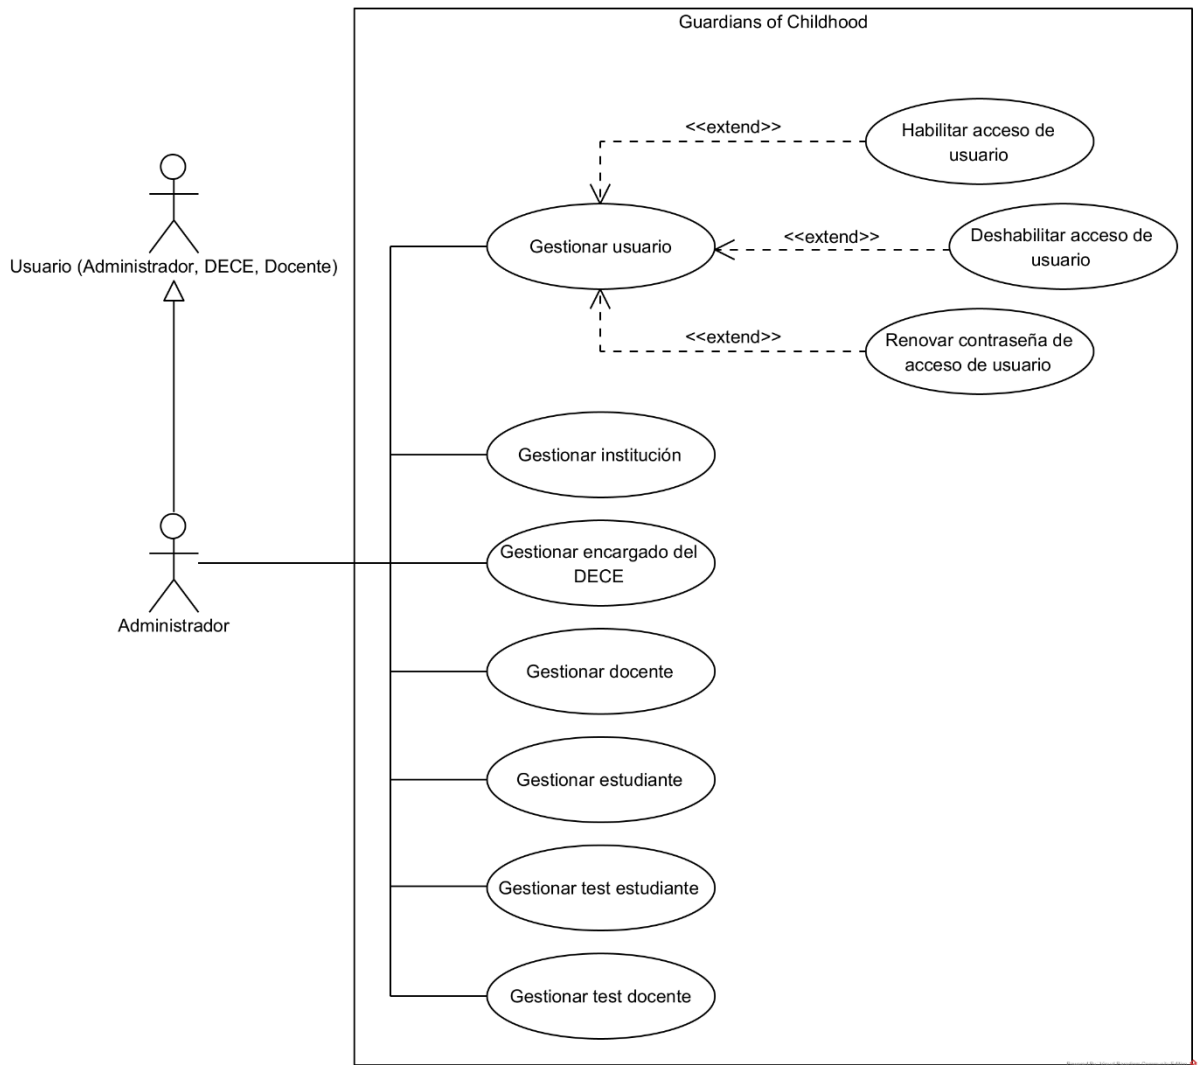 Guardians of Childhood
<<extend>>
Habilitar acceso de
usuario
Usuario (Administrador, DECE, Docente)
Gestionar usuario
<<extend>>
Deshabilitar acceso de
usuario
<<extend>>
Renovar contraseña de
acceso de usuario
Gestionar institución
Administrador
Gestionar encargado del
DECE
Gestionar docente
Gestionar estudiante
Gestionar test estudiante
Gestionar test docente